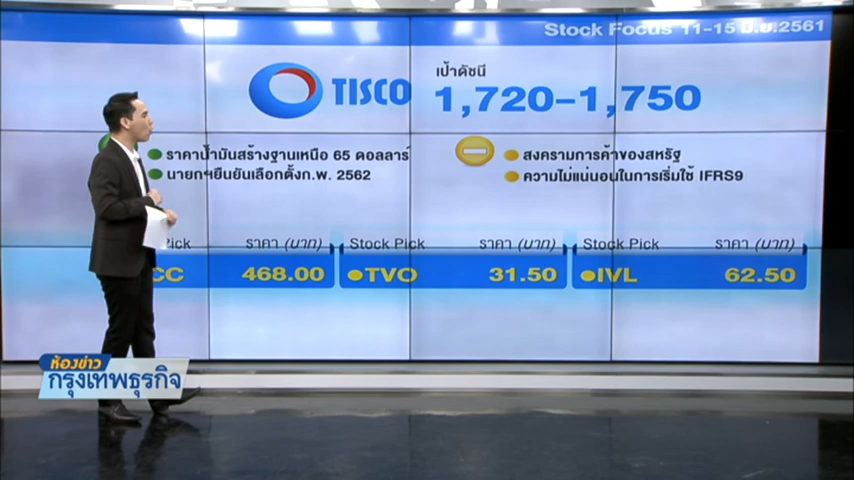 Stock Focus 11-15 มิ.ย.2561
TISCO
เป้าดัชนี
1,720-1,750
ราคาน้ำมันสร้างฐานเหนือ 65 ดอลลาร์
นายกฯยืนยันเลือกตั้งก.พ. 2562
สงครามการค้าของสหรัฐ
ความไม่แน่นอนในการเริ่มใช้ IFRS9
Pick ราคา (บาท) Stock Pick ราคา (บาท) Stock Pick ราคา (บาท)
CC 468.00 TVO 31.50 IVL 62.50
ห้องข่าว
กรุงเทพธุรกิจ